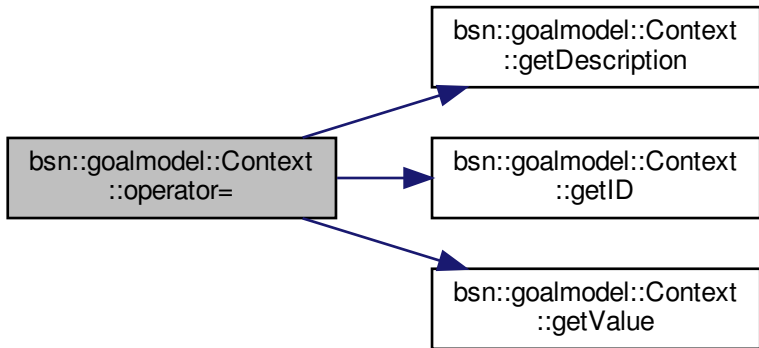 bsn::goalmodel::Context
::operator=
bsn::goalmodel::Context
::getDescription
bsn::goalmodel::Context
::getID
bsn::goalmodel::Context
::getValue